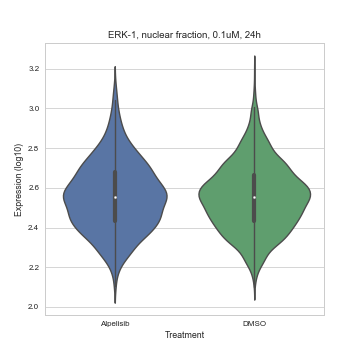 ERK-1, nuclear fraction, 0.1uM, 24h
3.2
3.0
2.8
2.6
2.4
2.2
2.0
Expression (log10)
Alpelisib
DMSO
Treatment